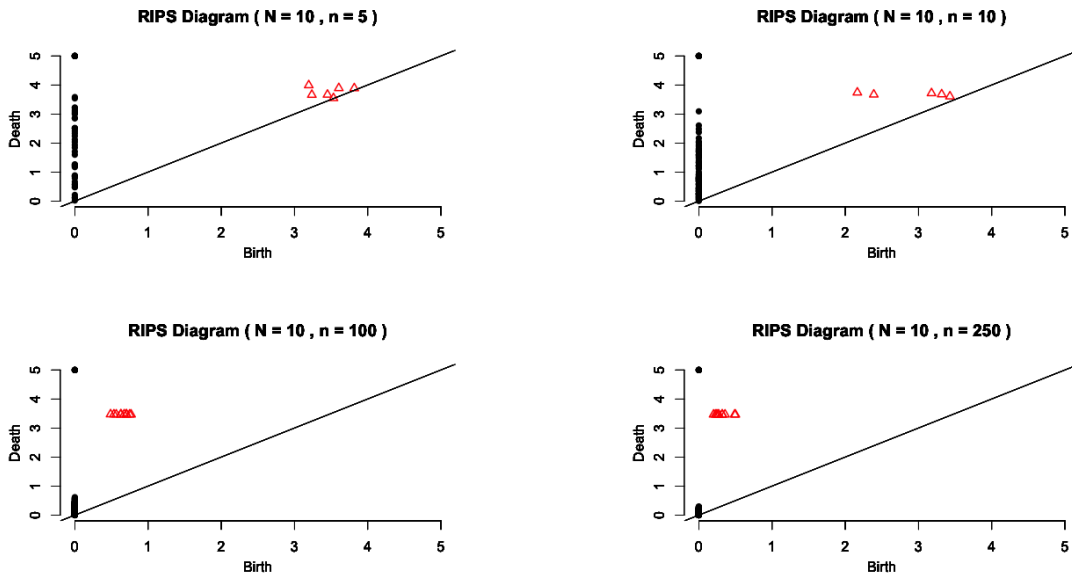 RIPS Diagram ( N = 10 , n = 5 )
Death
0 1 2 3 4 5
0 1 2 3 4 5
Birth
RIPS Diagram ( N = 10 , n = 10 )
Death
0 1 2 3 4 5
0 1 2 3 4 5
Birth
RIPS Diagram ( N = 10 , n = 100 )
Death
0 1 2 3 4 5
0 1 2 3 4 5
Birth
RIPS Diagram ( N = 10 , n = 250 )
Death
0 1 2 3 4 5
0 1 2 3 4 5
Birth